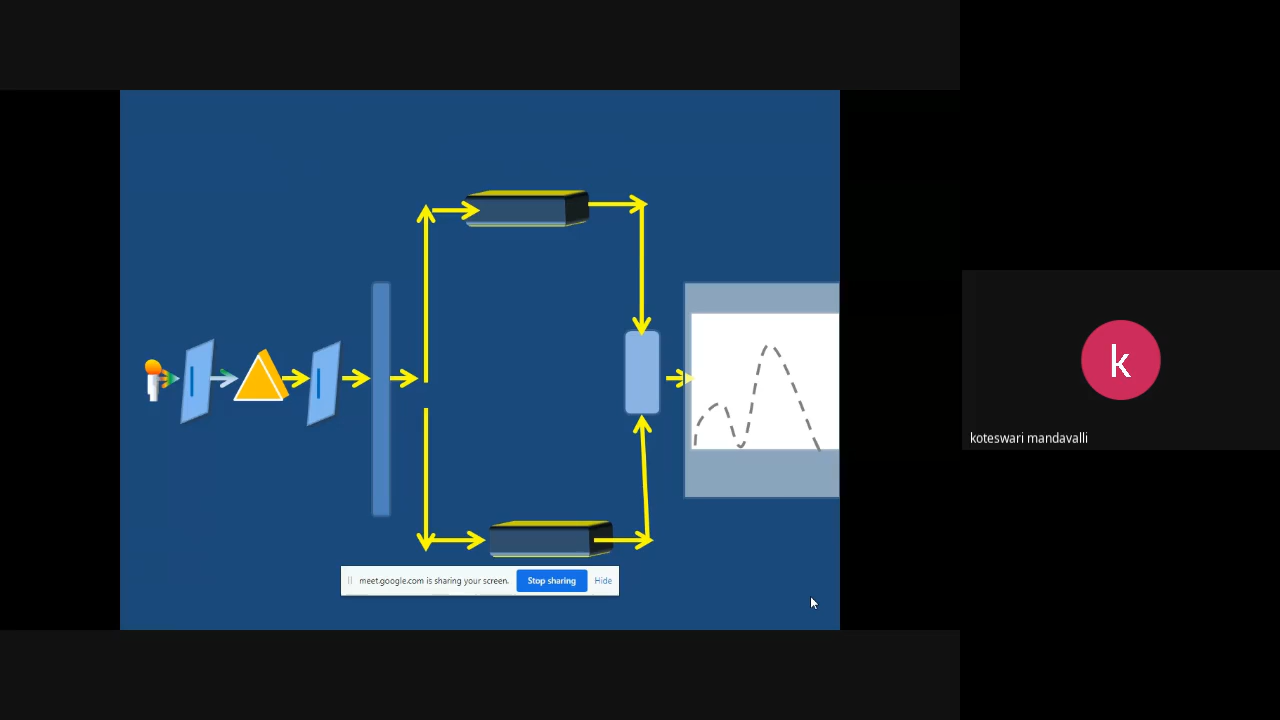 k
koteswari mandavalli
meet.google.com is sharing your screen. Stop sharing Hide